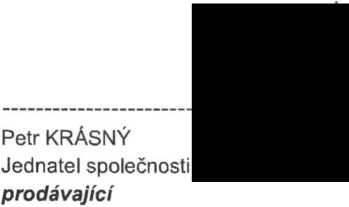 Petr KRÁSNÝ
Jednatel společnosti
prodávající